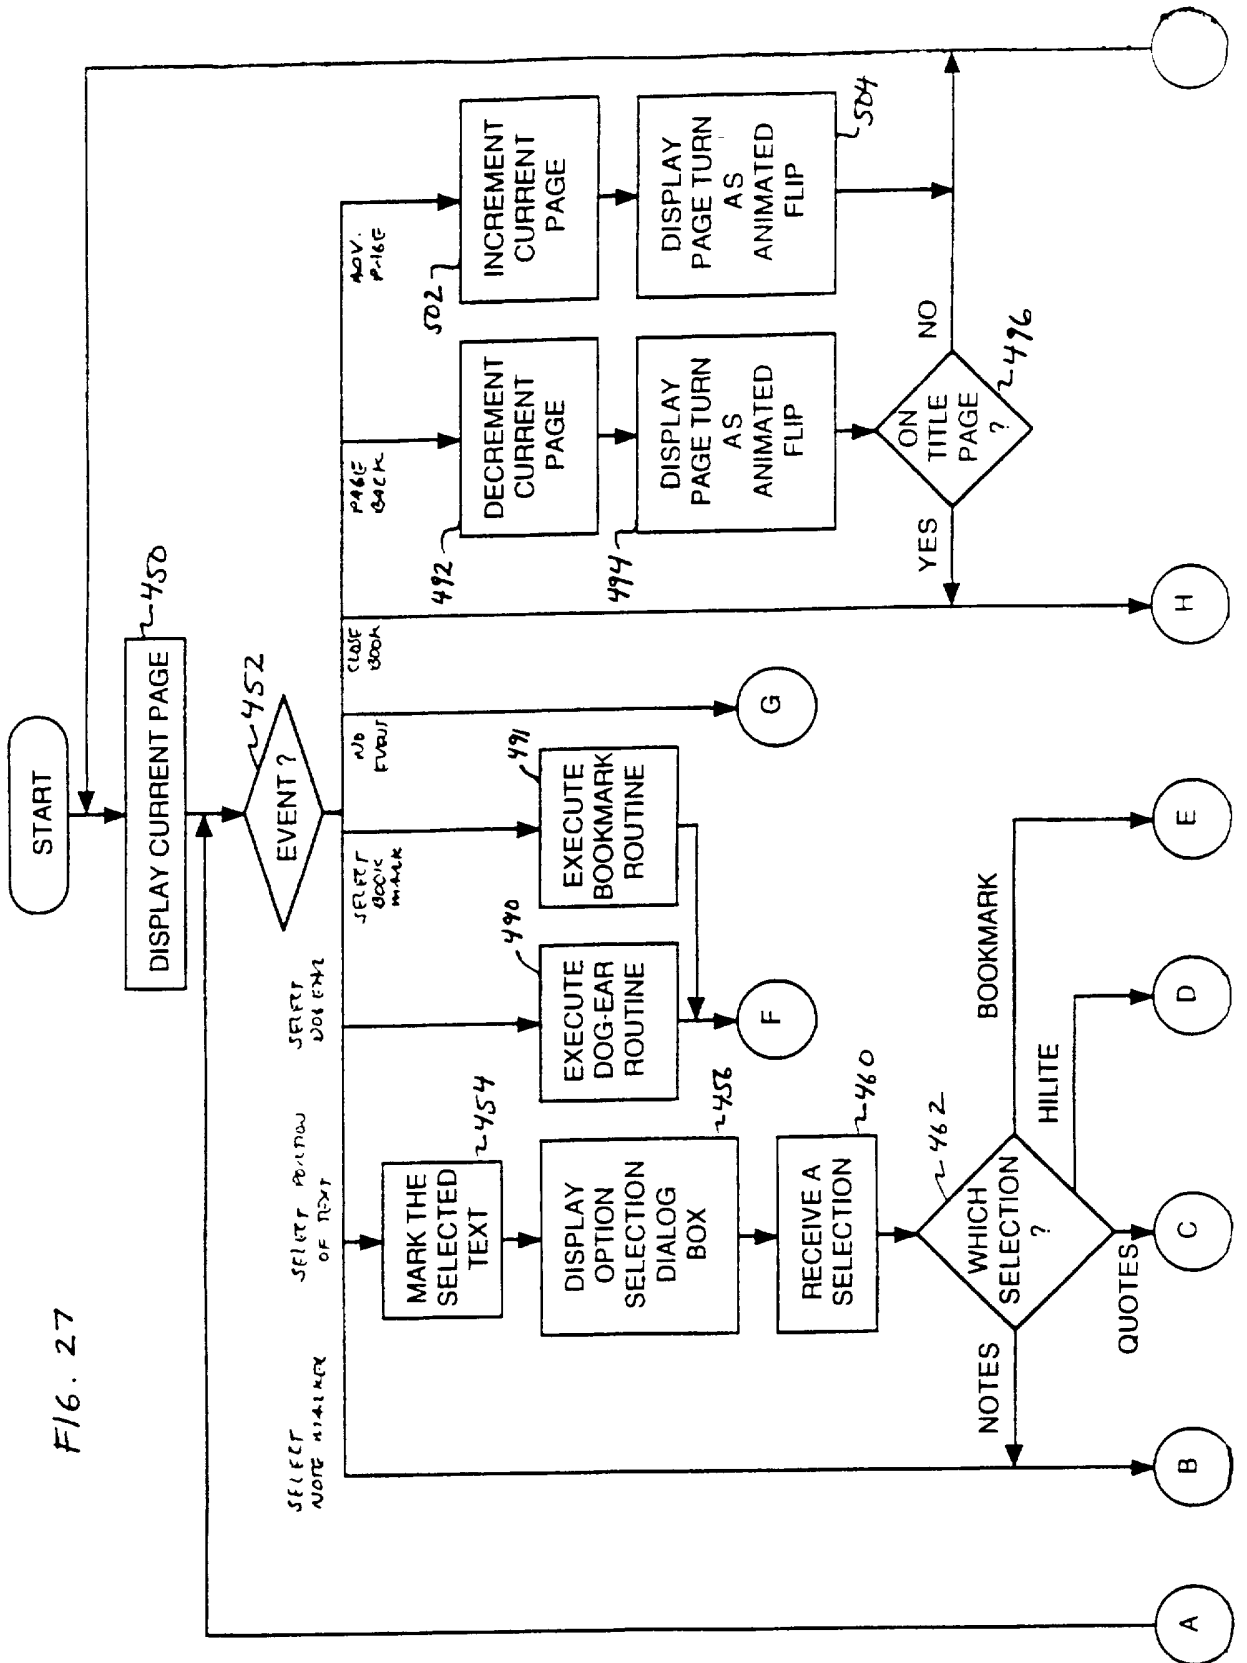 FIG. 27
START
DISPLAY CURRENT PAGE
450
EVENT?
452
SELECT
NOTE MARKER
SELECT PORTION
OF TEXT
SELECT
DOG EAR
SELECT
BOOK
MARK
NO
EVENT
CLOSE
BOOK
PAGE
BACK
ADV.
PAGE
MARK THE
SELECTED
TEXT
454
DISPLAY
OPTION
SELECTION
DIALOG
BOX
456
RECEIVE A
SELECTION
460
WHICH
SELECTION
?
462
NOTES
QUOTES
HILITE
BOOKMARK
490
EXECUTE
DOG-EAR
ROUTINE
491
EXECUTE
BOOKMARK
ROUTINE
F
G
492
DECREMENT
CURRENT
PAGE
494
DISPLAY
PAGE TURN
AS
ANIMATED
FLIP
ON
TITLE
PAGE
?
496
YES
NO
502
INCREMENT
CURRENT
PAGE
DISPLAY
PAGE TURN
AS
ANIMATED
FLIP
504
A
B
C
D
E
H